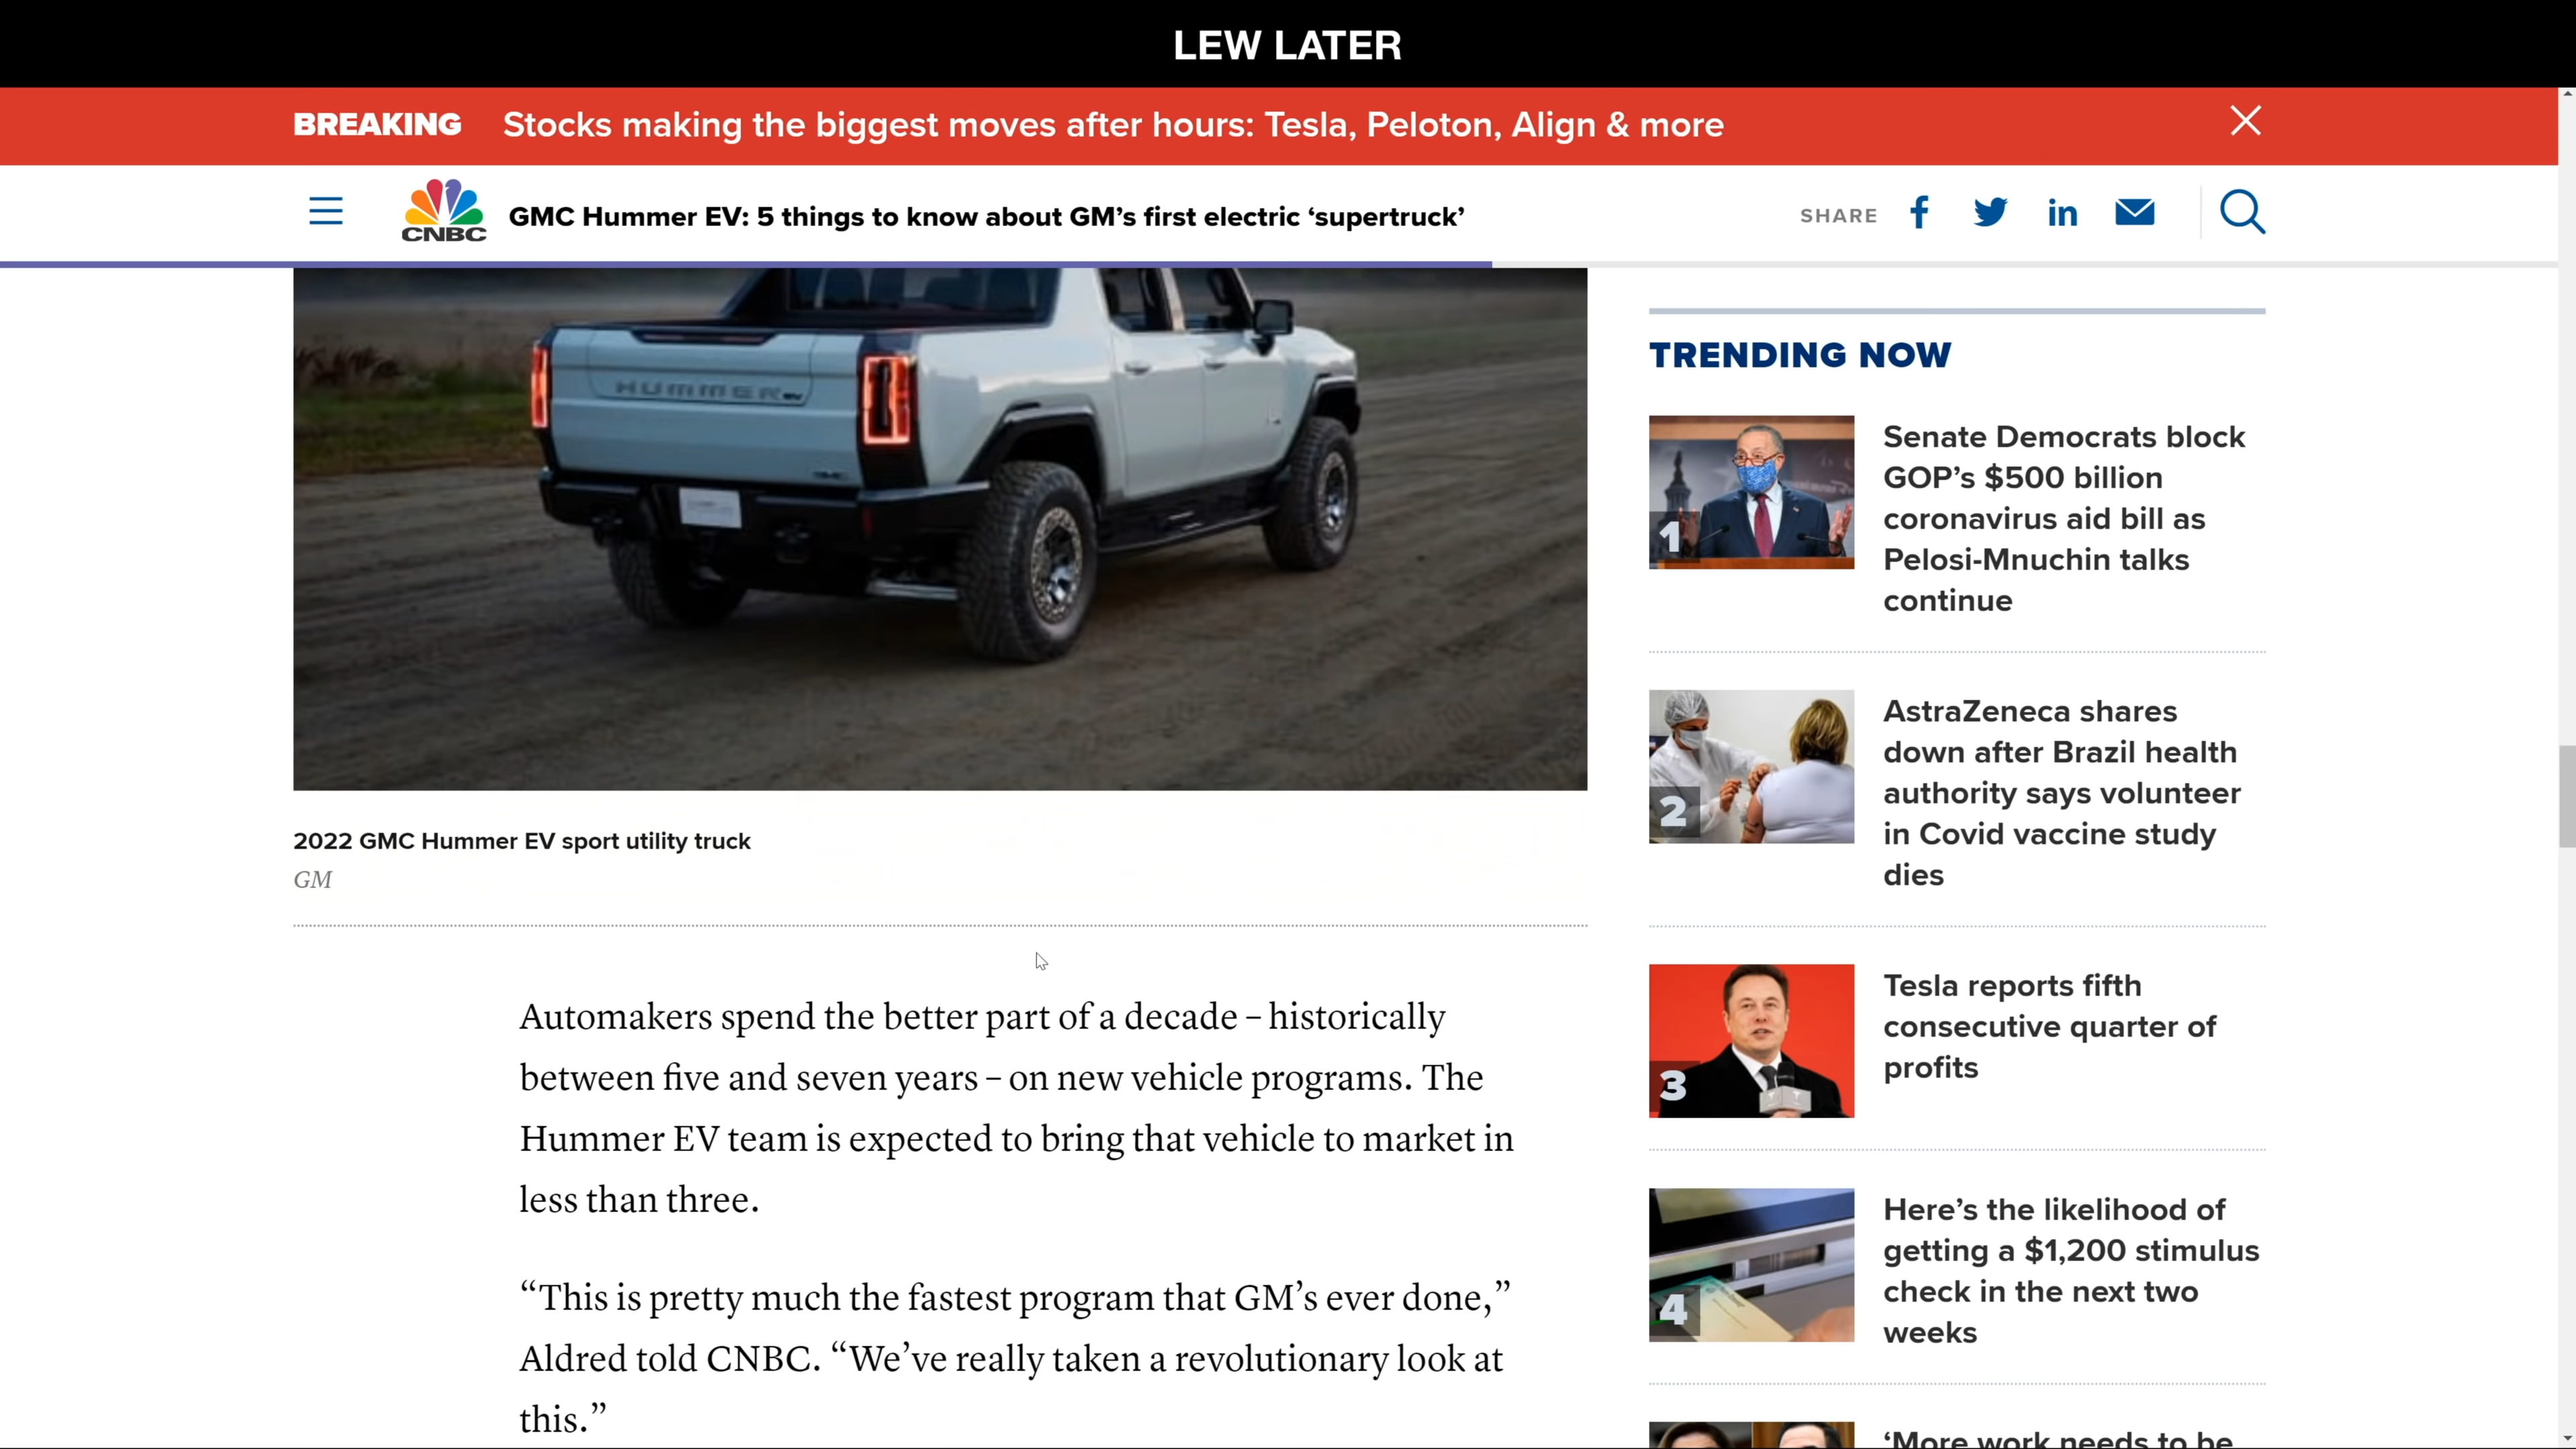 LEW LATER
BREAKING Stocks making the biggest moves after hours: Tesla, Peloton, Align & more
CNBC
GMC Hummer EV: 5 things to know about GM’s first electric ‘supertruck’
SHARE
HUMMER EV
2022 GMC Hummer EV sport utility truck
GM
Automakers spend the better part of a decade – historically
between five and seven years – on new vehicle programs. The
Hummer EV team is expected to bring that vehicle to market in
less than three.
“This is pretty much the fastest program that GM’s ever done,”
Aldred told CNBC. “We’ve really taken a revolutionary look at
this.”
TRENDING NOW
1
Senate Democrats block
GOP’s $500 billion
coronavirus aid bill as
Pelosi-Mnuchin talks
continue
2
AstraZeneca shares
down after Brazil health
authority says volunteer
in Covid vaccine study
dies
3
Tesla reports fifth
consecutive quarter of
profits
4
Here’s the likelihood of
getting a $1,200 stimulus
check in the next two
weeks
‘More work needs to be